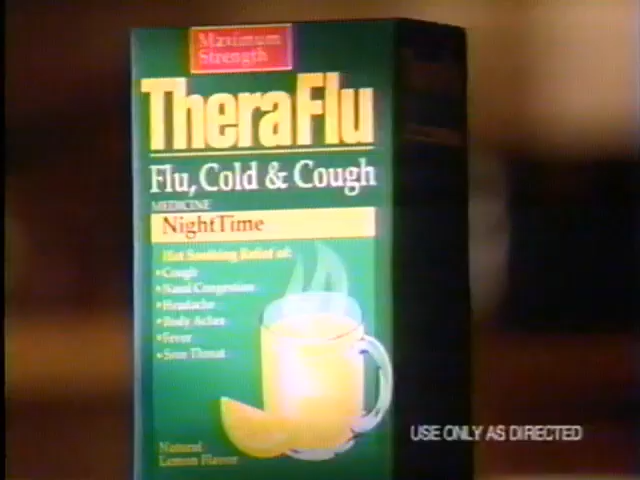 Maximum
Strength
TheraFlu
Flu, Cold & Cough
MEDICINE
NightTime
Hot Soothing Relief of:
• Cough
• Nasal Congestion
• Headache
• Body Aches
• Fever
• Sore Throat
Natural
Lemon Flavor
USE ONLY AS DIRECTED